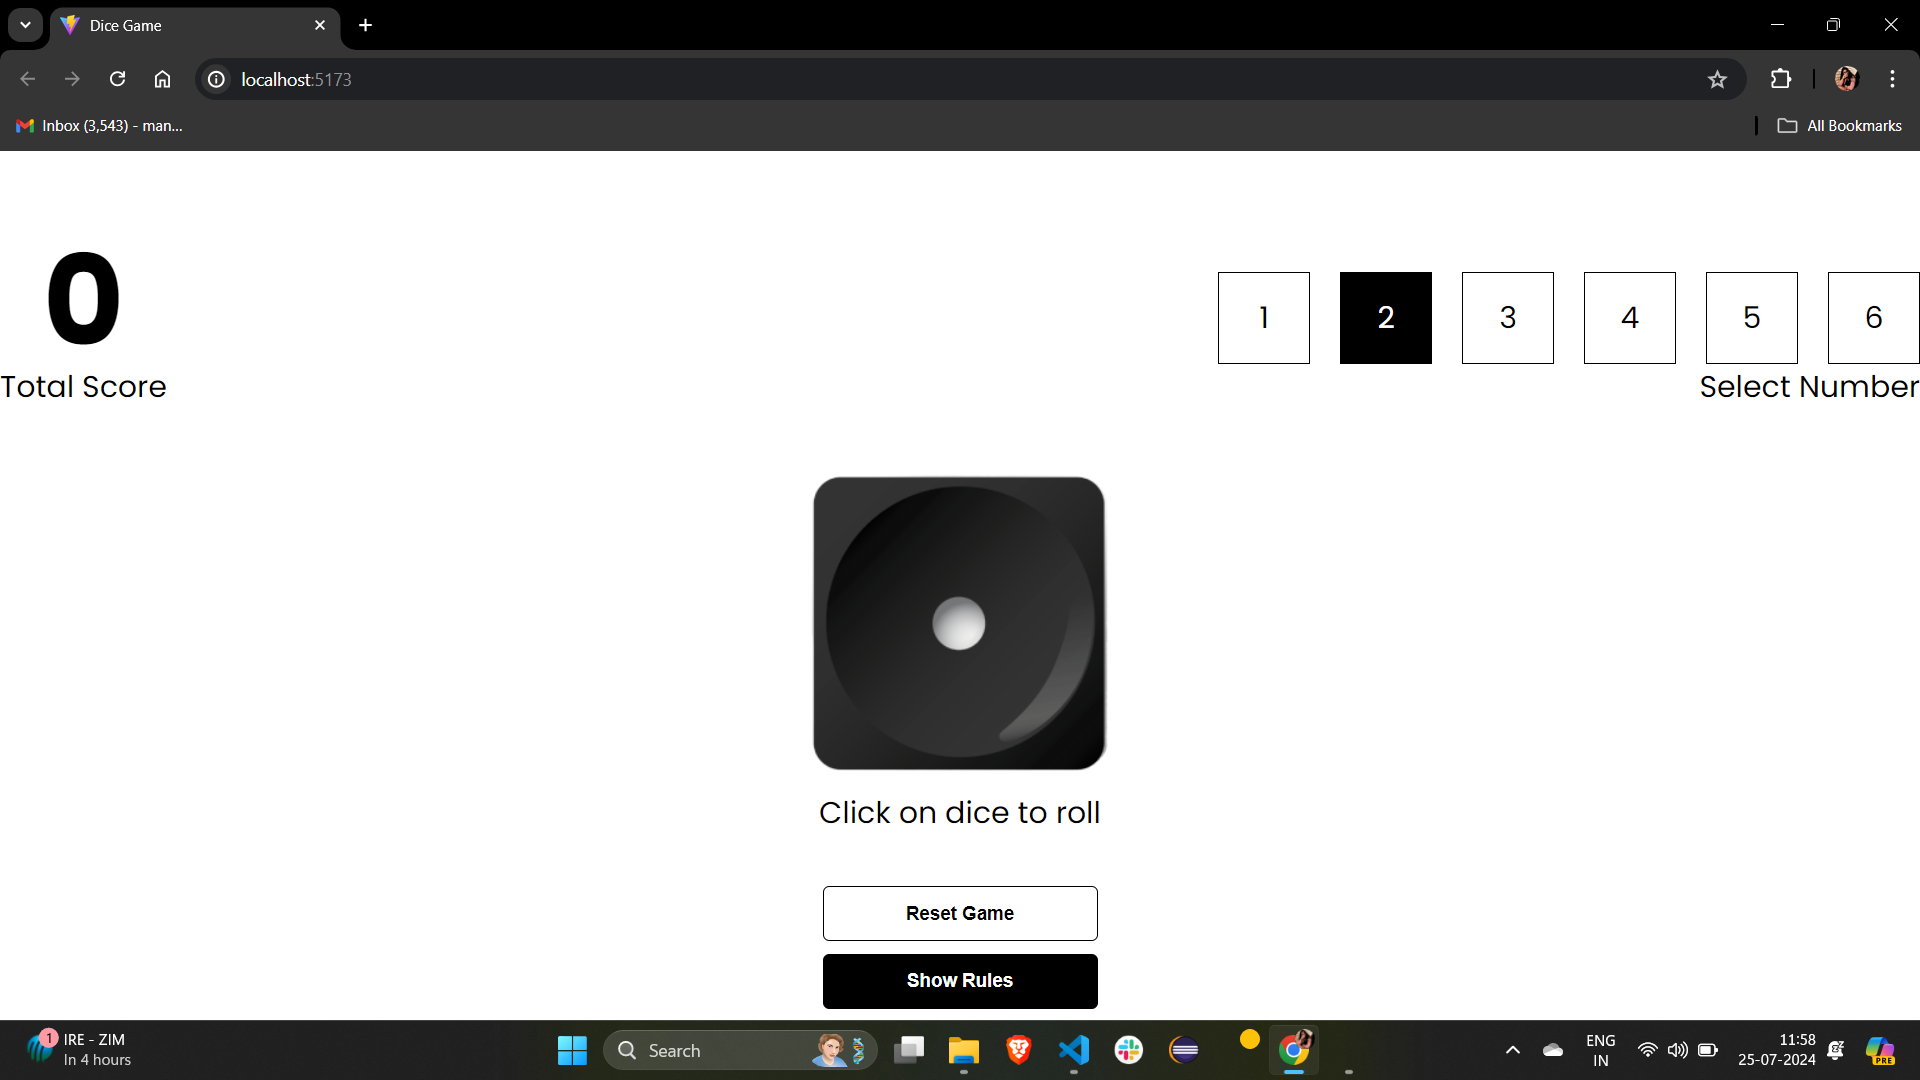 Dice Game
localhost:5173
Inbox (3,543) - man...
All Bookmarks
0
Total Score
1 2 3 4 5 6
Select Number
Click on dice to roll
Reset Game
Show Rules
1
IRE - ZIM
In 4 hours
Search
ENG
IN
11:58
25-07-2024
PRE